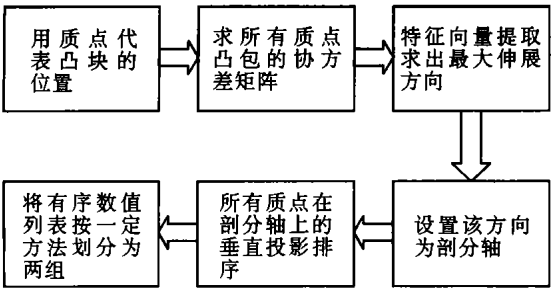 用质点代
表凸块的
位置
求所有质点
凸包的协方
差矩阵
特征向量提取
求出最大伸展
方向
设置该方向
为剖分轴
所有质点在
剖分轴上的
垂直投影排
序
将有序数值
列表按一定
方法划分为
两组